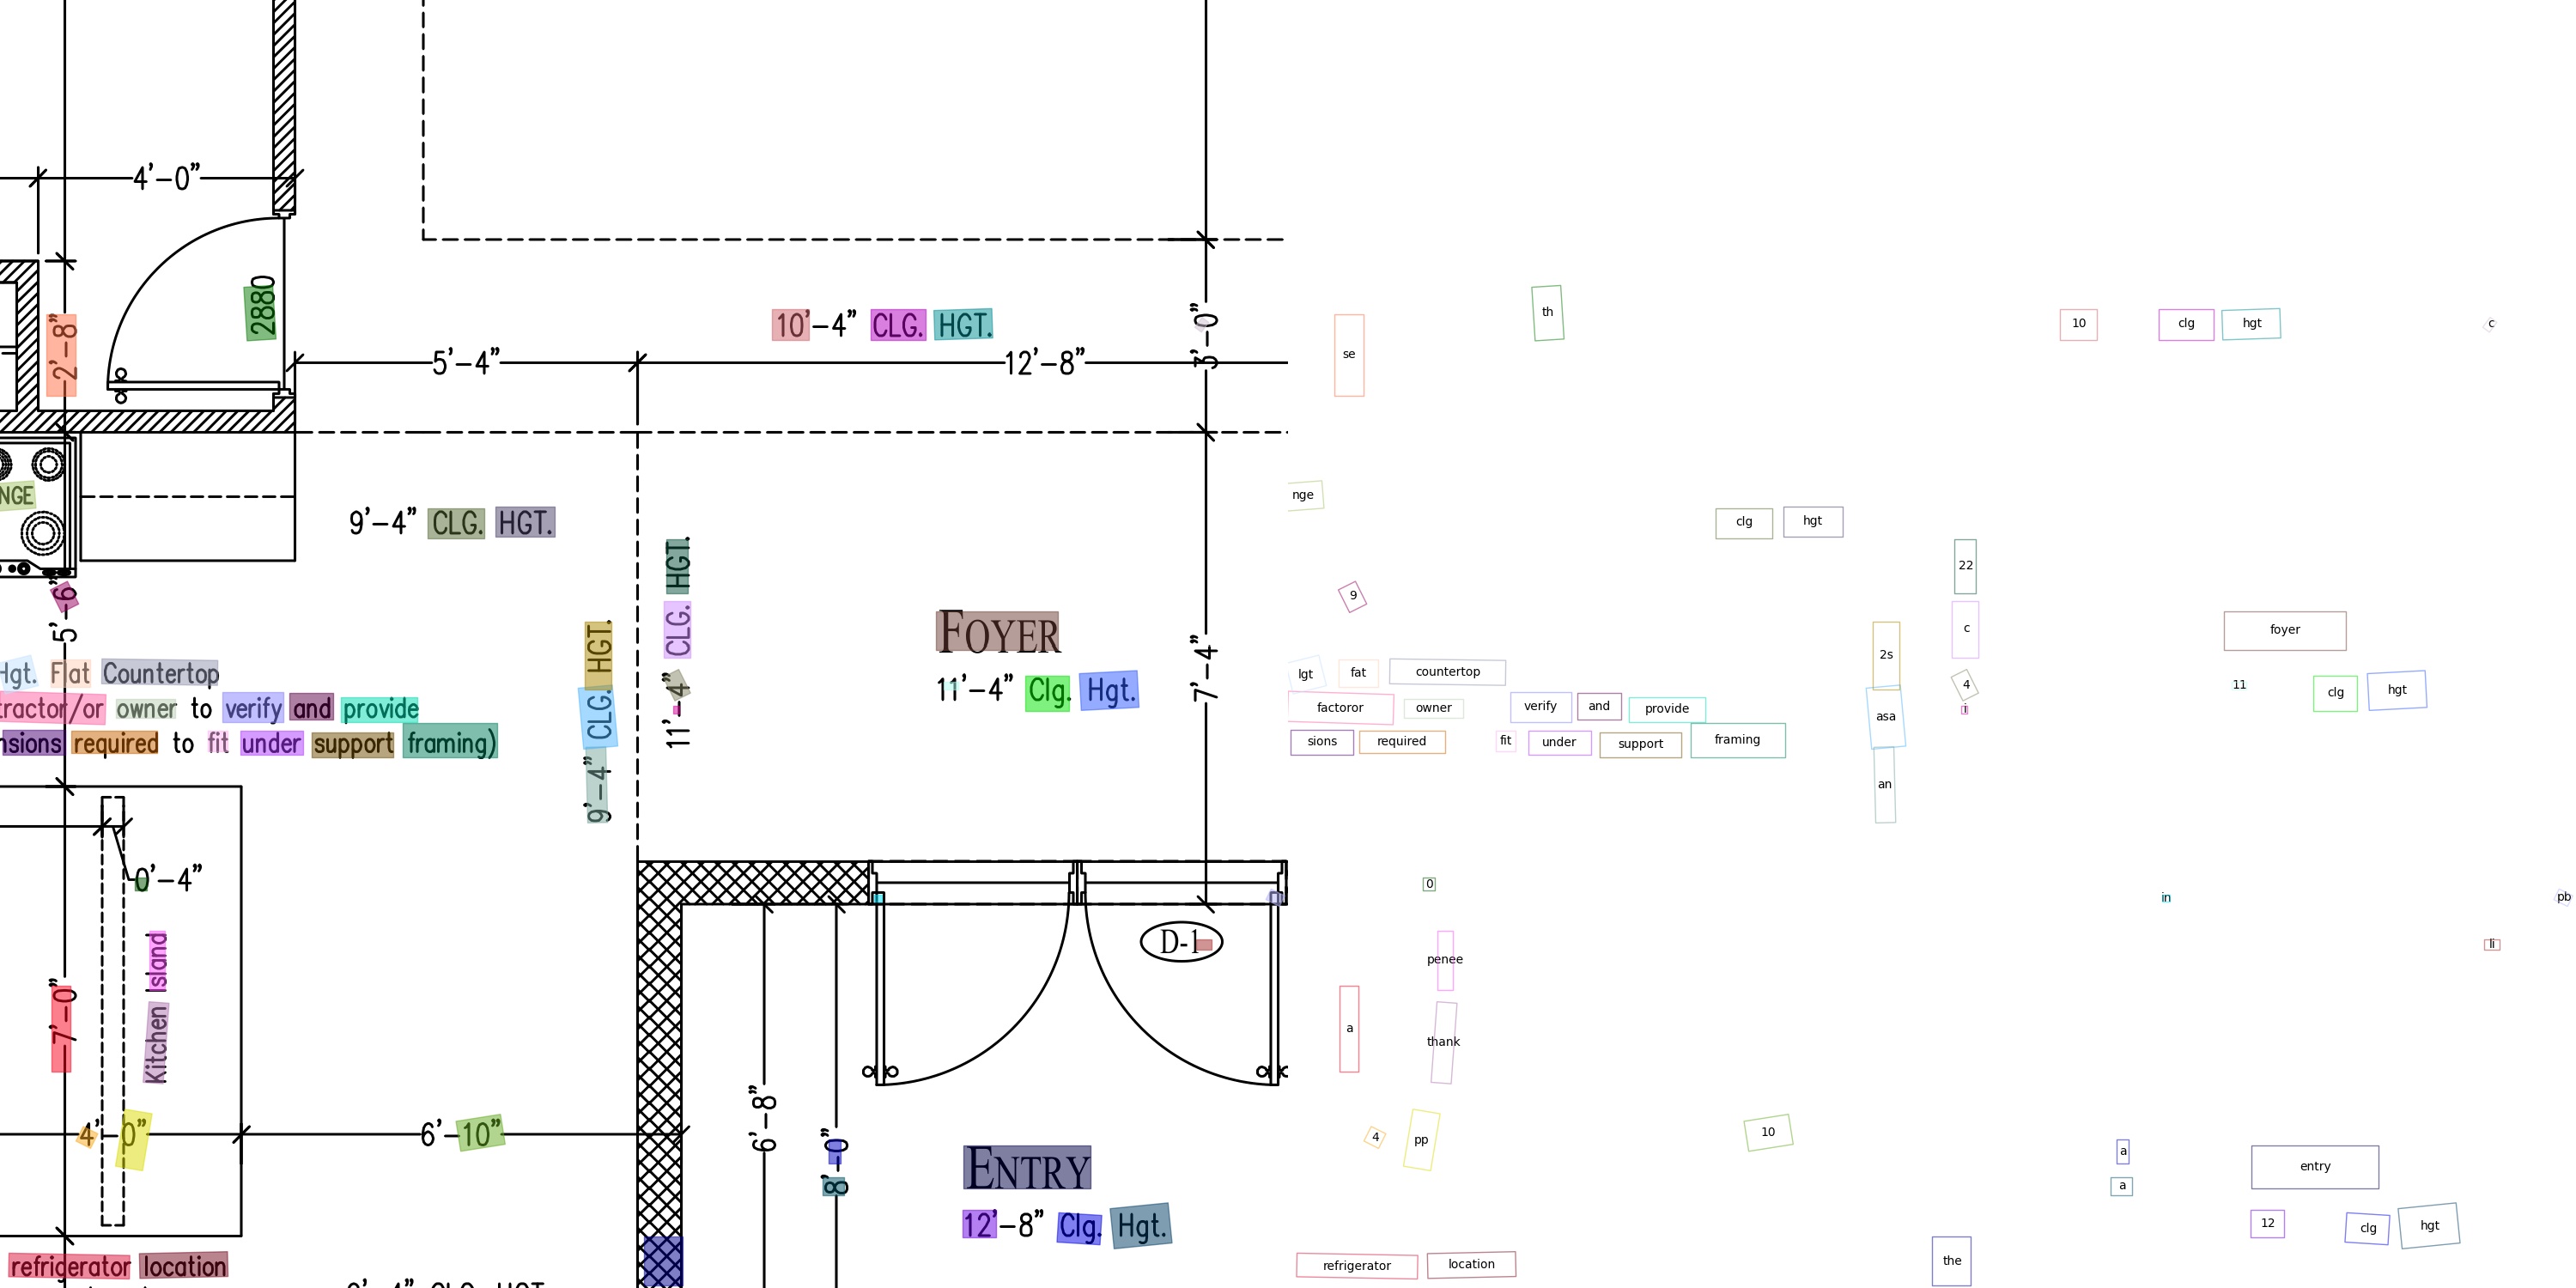 4'-0"
2880
2'-8"
10'-4" CLG. HGT.
5'-4"
12'-8"
NGE
9'-4" CLG. HGT.
5'-6"
Hgt. Flat Countertop
tractor/or owner to verify and provide
nsions required to fit under support framing)
9'-4" CLG. HGT.
11'-4" CLG. HGT.
FOYER
11'-4" Clg. Hgt.
7'-4"
0'-4"
Kitchen Island
7'-0"
4'-0"
6'-10"
6'-8"
8'-0"
D-1
ENTRY
12'-8" Clg. Hgt.
refrigerator location
se
th
10 clg hgt c
nge
clg hgt
22
9
c
2s
foyer
lgt fat countertop
4
11 clg hgt
factoror owner verify and provide
i
asa
sions required fit under support framing
an
0
in
pb
li
penee
a
thank
4 pp
10
a
a
entry
12 clg hgt
the
refrigerator location